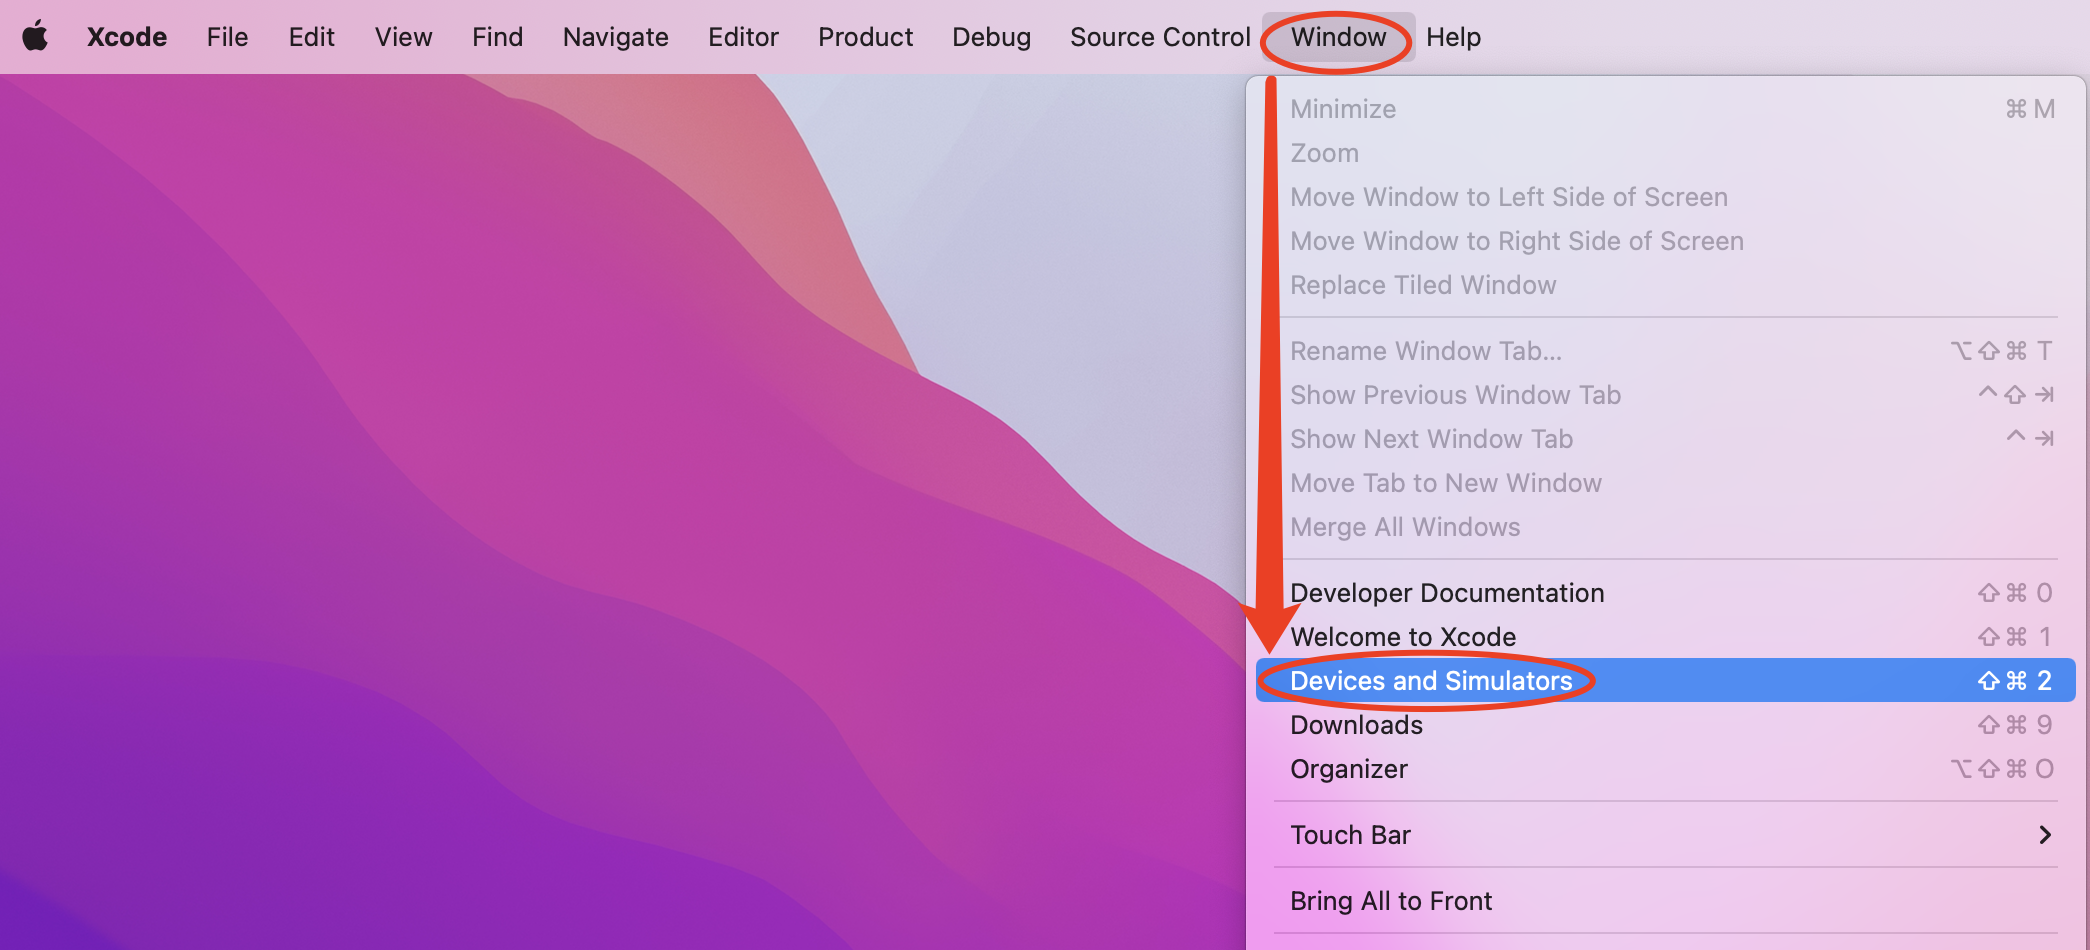 Xcode File Edit View Find Navigate Editor Product Debug Source Control Window Help
Minimize ⌘ M
Zoom
Move Window to Left Side of Screen
Move Window to Right Side of Screen
Replace Tiled Window
Rename Window Tab... ⌥⇧⌘ T
Show Previous Window Tab ^⇧⇥
Show Next Window Tab ^⇥
Move Tab to New Window
Merge All Windows
Developer Documentation ⇧⌘ 0
Welcome to Xcode ⇧⌘ 1
Devices and Simulators ⇧⌘ 2
Downloads ⇧⌘ 9
Organizer ⌥⇧⌘ O
Touch Bar
Bring All to Front